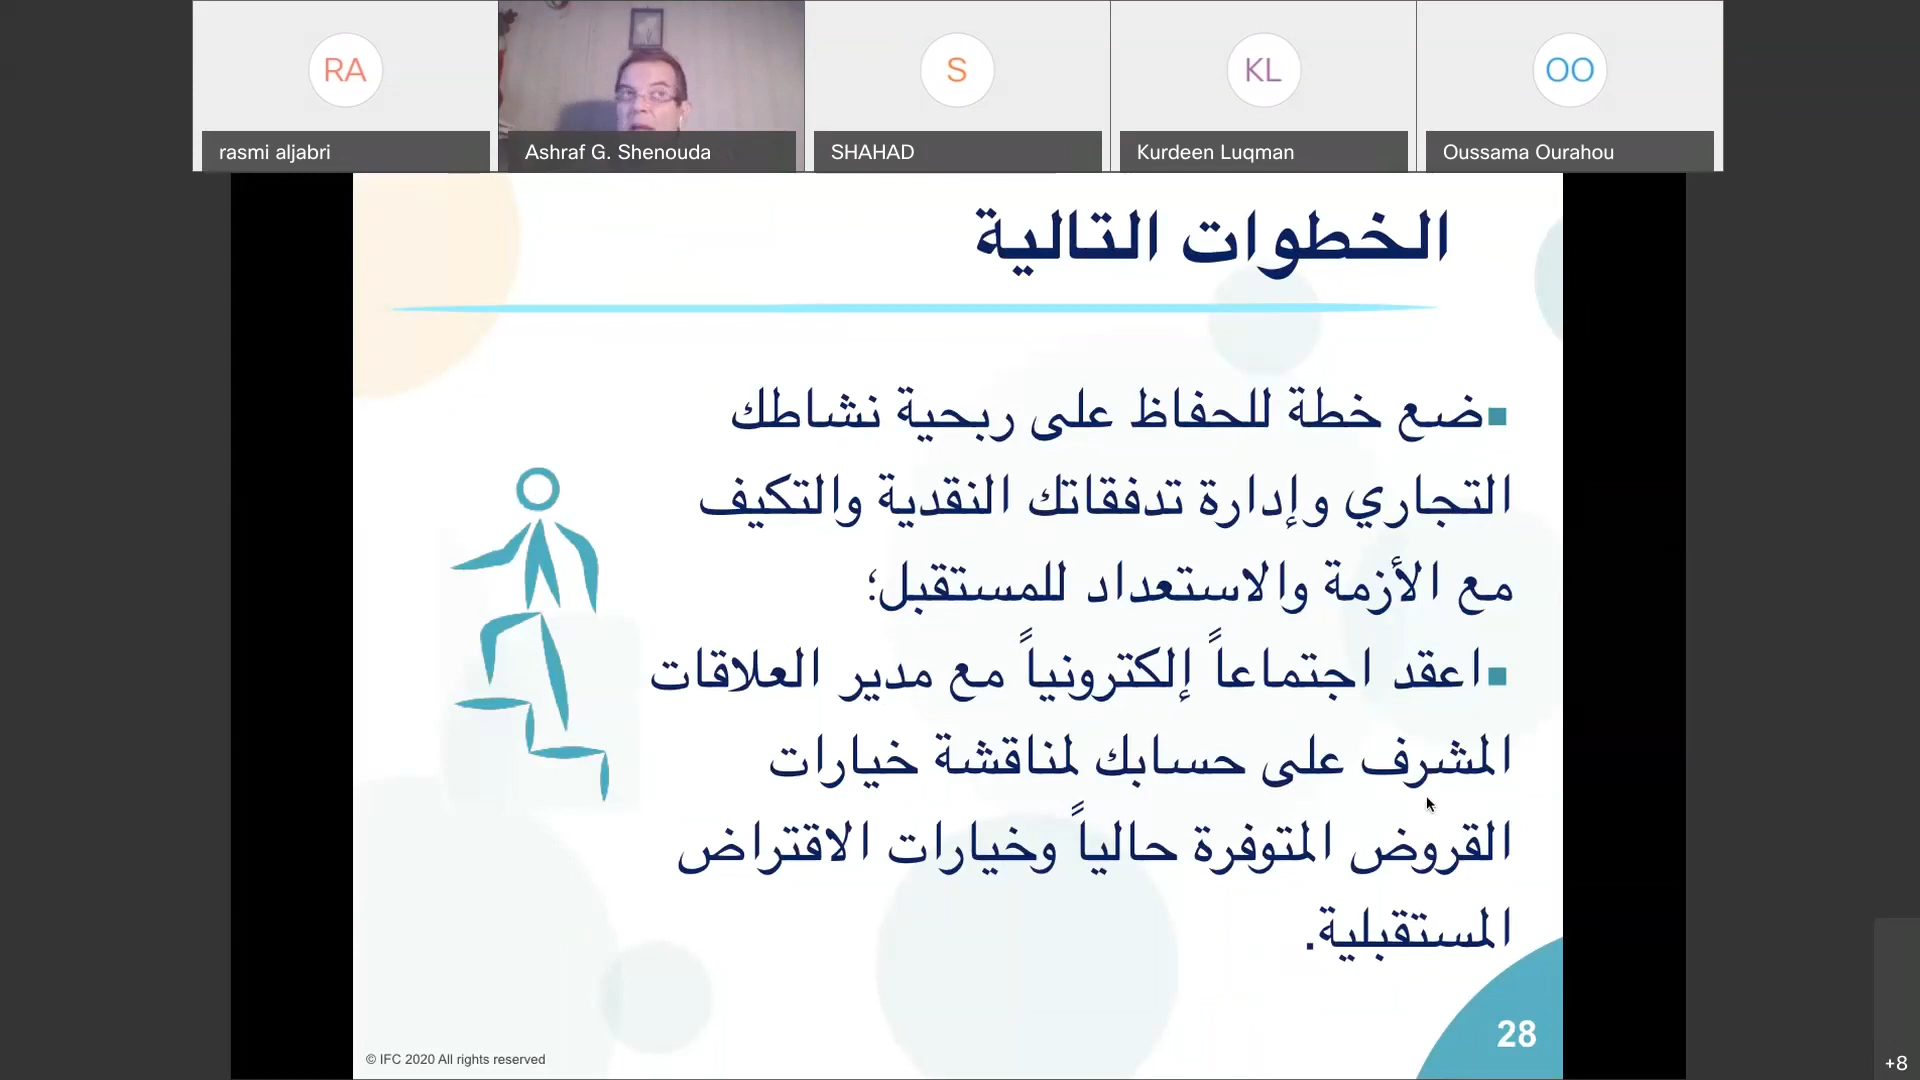 RA
S
KL
OO
rasmi aljabri
Ashraf G. Shenouda
SHAHAD
Kurdeen Luqman
Oussama Ourahou
الخطوات التالية
ضع خطة للحفاظ على ربحية نشاطك
التجاري وإدارة تدفقاتك النقدية والتكيف
مع الأزمة والاستعداد للمستقبل؛
اعقد اجتماعاً إلكترونياً مع مدير العلاقات
المشرف على حسابك لمناقشة خيارات
القروض المتوفرة حالياً وخيارات الاقتراض
المستقبلية.
28
© IFC 2020 All rights reserved
+8